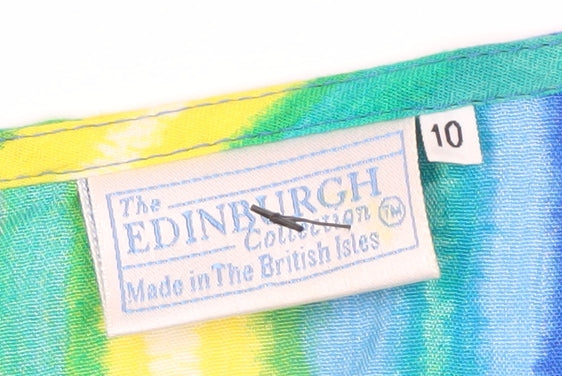 The
EDINBURGH
Collection TM
Made in The British Isles
10